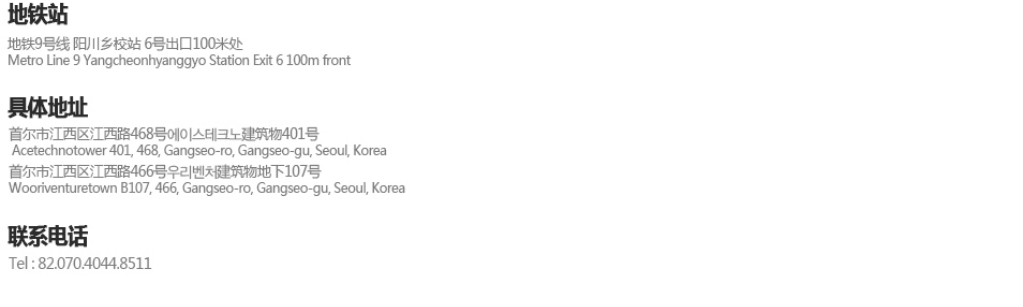 地铁站
地铁9号线 阳川乡校站 6号出口100米处
Metro Line 9 Yangcheonhyanggyo Station Exit 6 100m front
具体地址
首尔市江西区江西路468号에이스테크노建筑物401号
Acetechnotower 401, 468, Gangseo-ro, Gangseo-gu, Seoul, Korea
首尔市江西区江西路466号우리벤처建筑物地下107号
Wooriventuretown B107, 466, Gangseo-ro, Gangseo-gu, Seoul, Korea
联系电话
Tel : 82.070.4044.8511